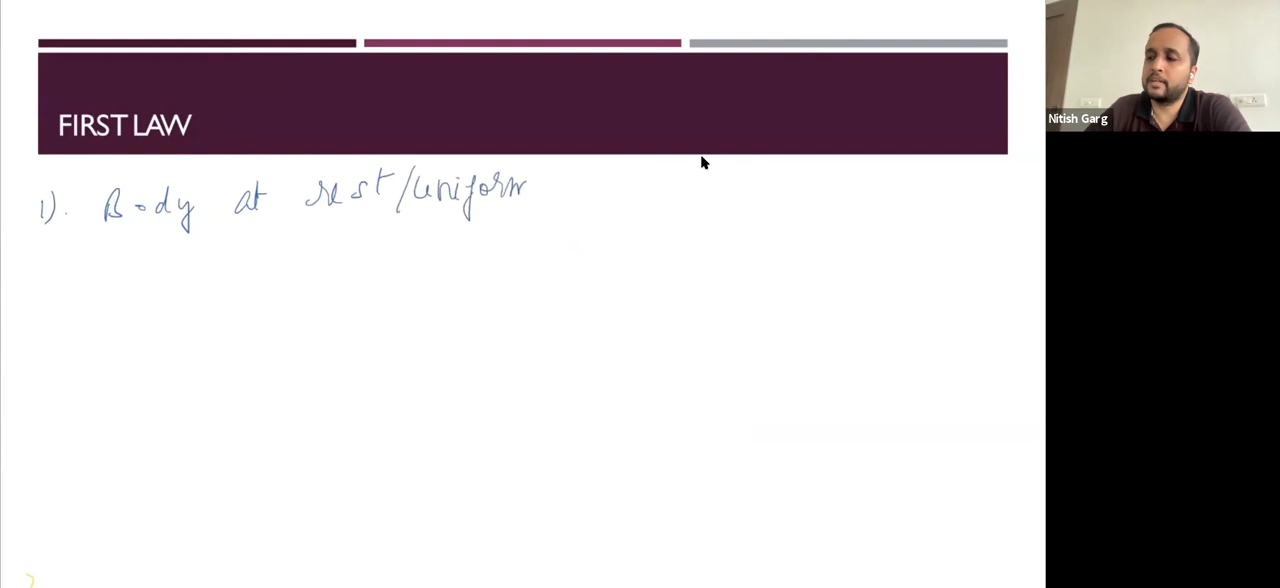 FIRST LAW
Nitish Garg
1). Body at rest/uniform